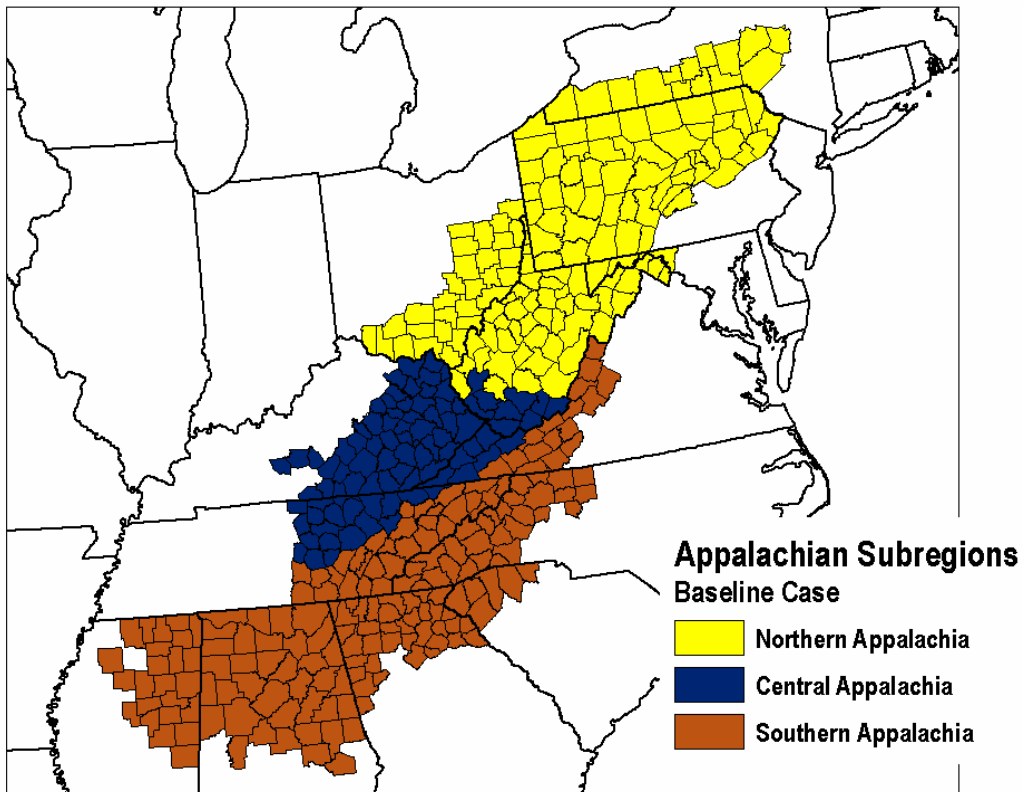 Appalachian Subregions
Baseline Case
Northern Appalachia
Central Appalachia
Southern Appalachia